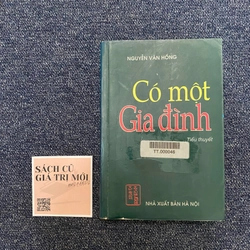 NGUYỄN VĂN HỒNG
Có một
Gia đình
Tiểu thuyết
TT.000046
NHÀ XUẤT BẢN HÀ NỘI
SÁCH CŨ
GIÁ TRỊ MỚI